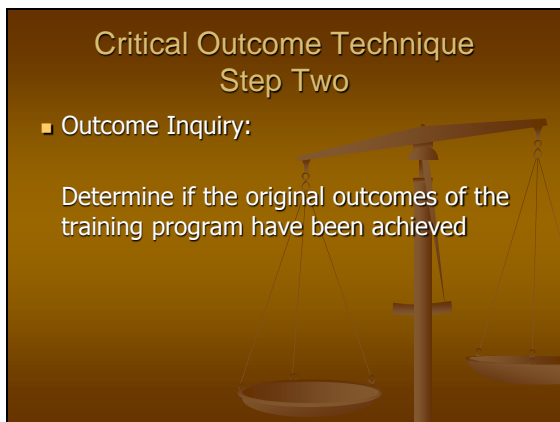 Critical Outcome Technique
Step Two
Outcome Inquiry:
Determine if the original outcomes of the
training program have been achieved